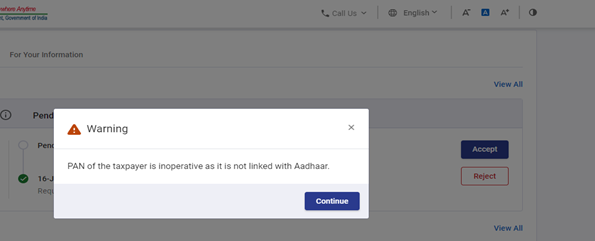 where Anytime
t, Government of India
Call Us
English
A- A A+
For Your Information
View All
Pend
Warning
PAN of the taxpayer is inoperative as it is not linked with Aadhaar.
Continue
Pend
16-J
Requ
Accept
Reject
View All